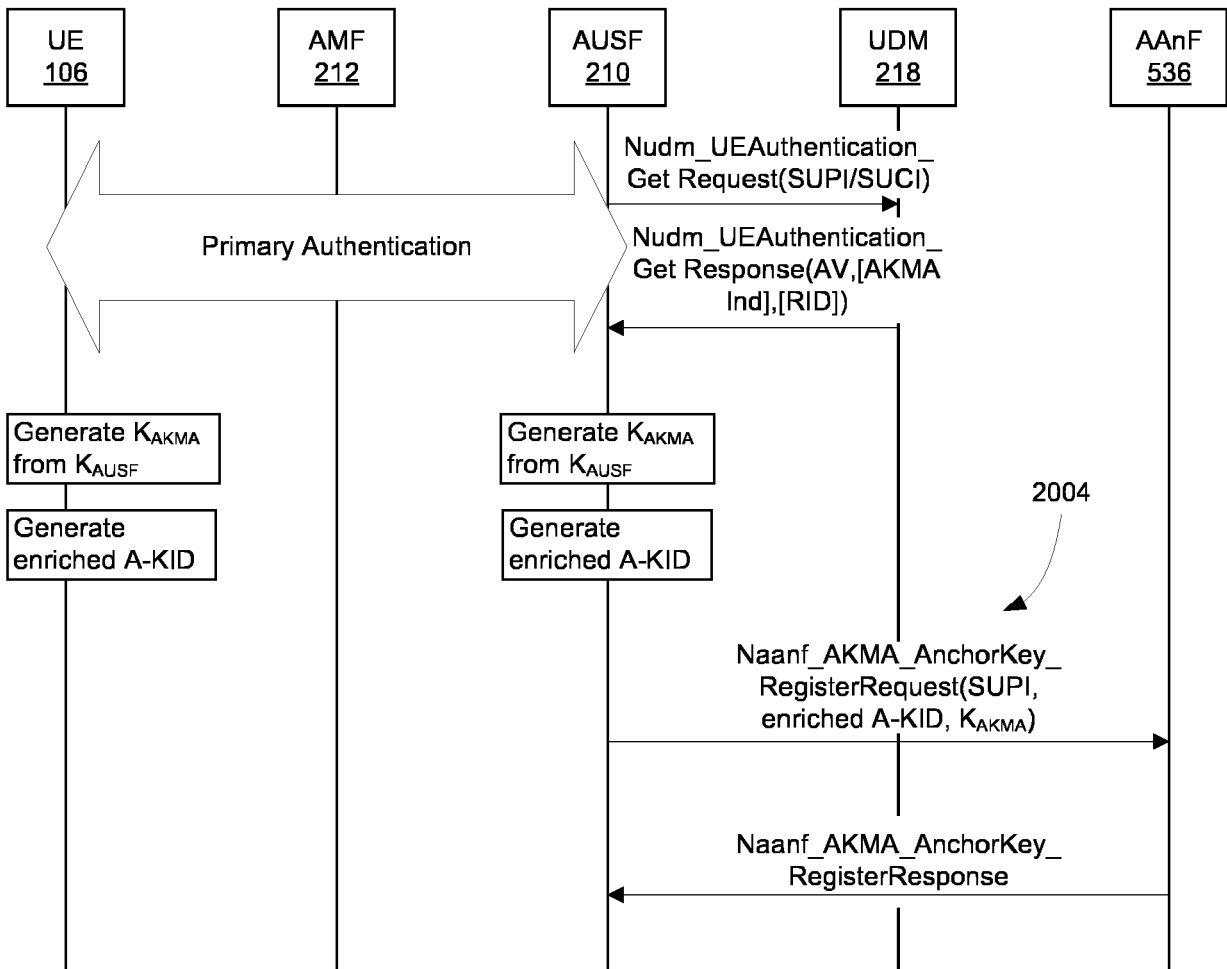 UE
106
AMF
212
AUSF
210
UDM
218
AAnF
536
Nudm_UEAuthentication_
Get Request(SUPI/SUCI)
Primary Authentication
Nudm_UEAuthentication_
Get Response(AV,[AKMA
Ind],[RID])
Generate KAKMA
from KAUSF
Generate KAKMA
from KAUSF
Generate
enriched A-KID
Generate
enriched A-KID
2004
Naanf_AKMA_AnchorKey_
RegisterRequest(SUPI,
enriched A-KID, KAKMA)
Naanf_AKMA_AnchorKey_
RegisterResponse